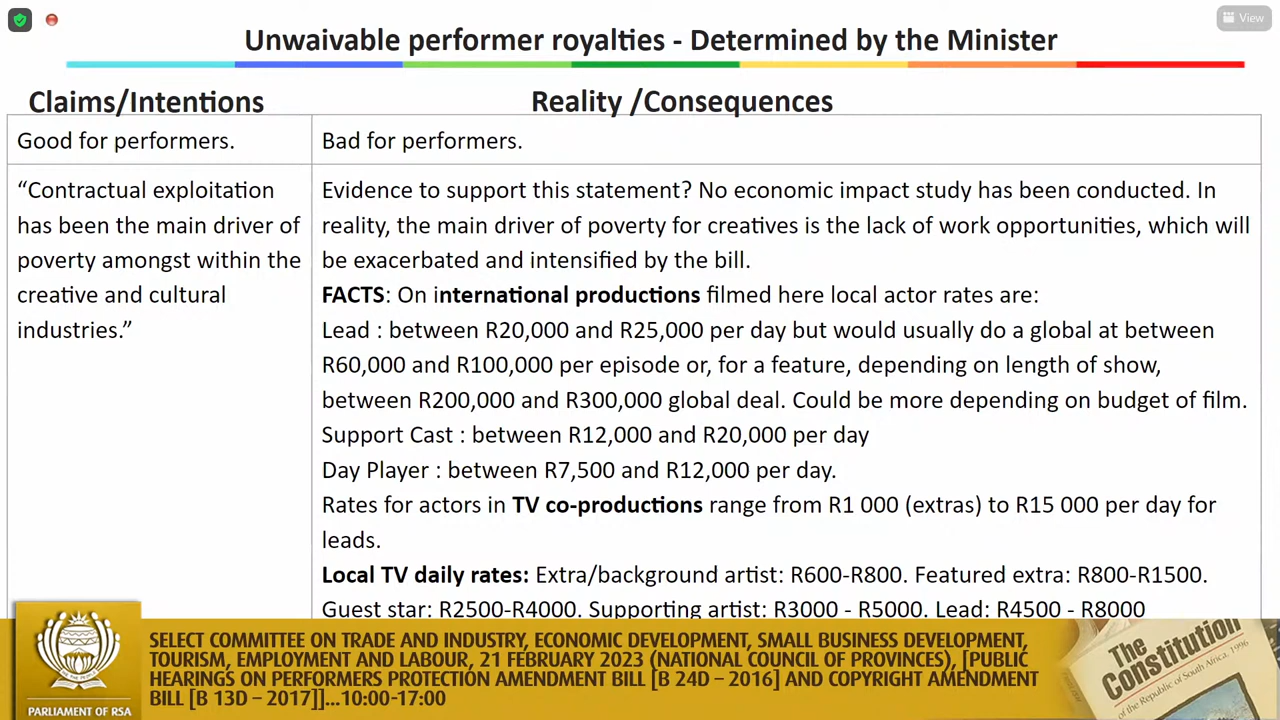 View
Unwaivable performer royalties - Determined by the Minister
Claims/Intentions
Reality /Consequences
Good for performers.
Bad for performers.
“Contractual exploitation
has been the main driver of
poverty amongst within the
creative and cultural
industries.”
Evidence to support this statement? No economic impact study has been conducted. In
reality, the main driver of poverty for creatives is the lack of work opportunities, which will
be exacerbated and intensified by the bill.
FACTS: On international productions filmed here local actor rates are:
Lead : between R20,000 and R25,000 per day but would usually do a global at between
R60,000 and R100,000 per episode or, for a feature, depending on length of show,
between R200,000 and R300,000 global deal. Could be more depending on budget of film.
Support Cast : between R12,000 and R20,000 per day
Day Player : between R7,500 and R12,000 per day.
Rates for actors in TV co-productions range from R1 000 (extras) to R15 000 per day for
leads.
Local TV daily rates: Extra/background artist: R600-R800. Featured extra: R800-R1500.
Guest star: R2500-R4000. Supporting artist: R3000 - R5000. Lead: R4500 - R8000
SELECT COMMITTEE ON TRADE AND INDUSTRY, ECONOMIC DEVELOPMENT, SMALL BUSINESS DEVELOPMENT,
TOURISM, EMPLOYMENT AND LABOUR, 21 FEBRUARY 2023 (NATIONAL COUNCIL OF PROVINCES), [PUBLIC
HEARINGS ON PERFORMERS PROTECTION AMENDMENT BILL [B 24D – 2016] AND COPYRIGHT AMENDMENT
BILL [B 13D – 2017]]...10:00-17:00
PARLIAMENT OF RSA
The
Constitution
of the Republic of South Africa, 1996